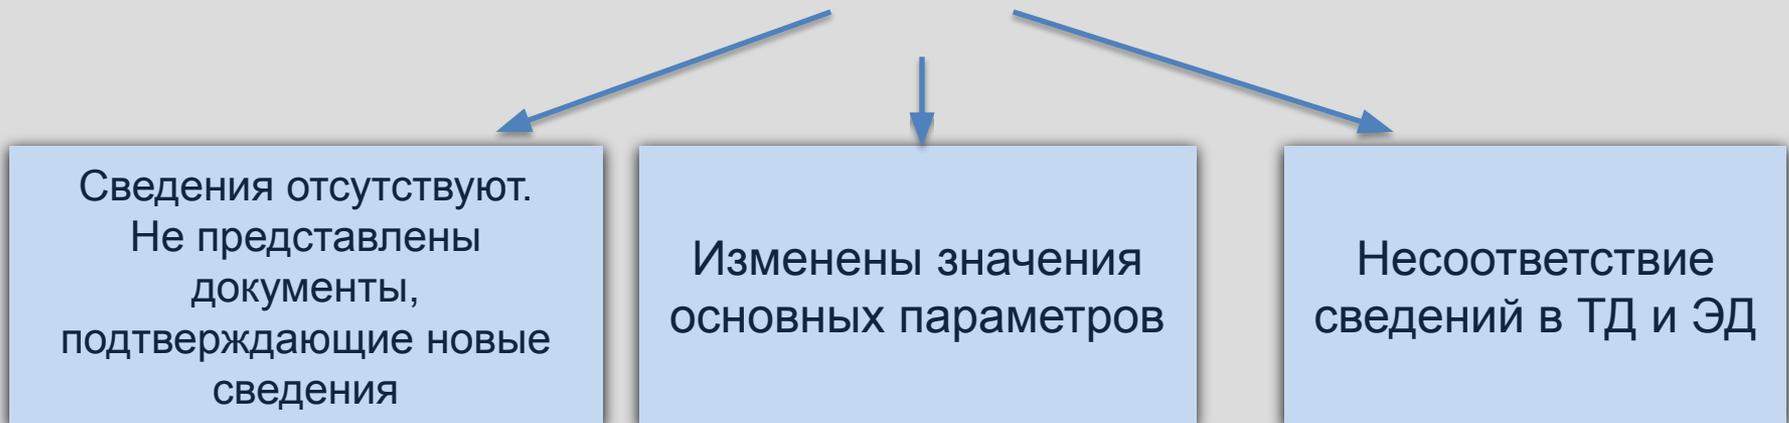 Сведения отсутствуют.
Не представлены
документы,
подтверждающие новые
сведения
Изменены значения
основных параметров
Несоответствие
сведений в ТД и ЭД